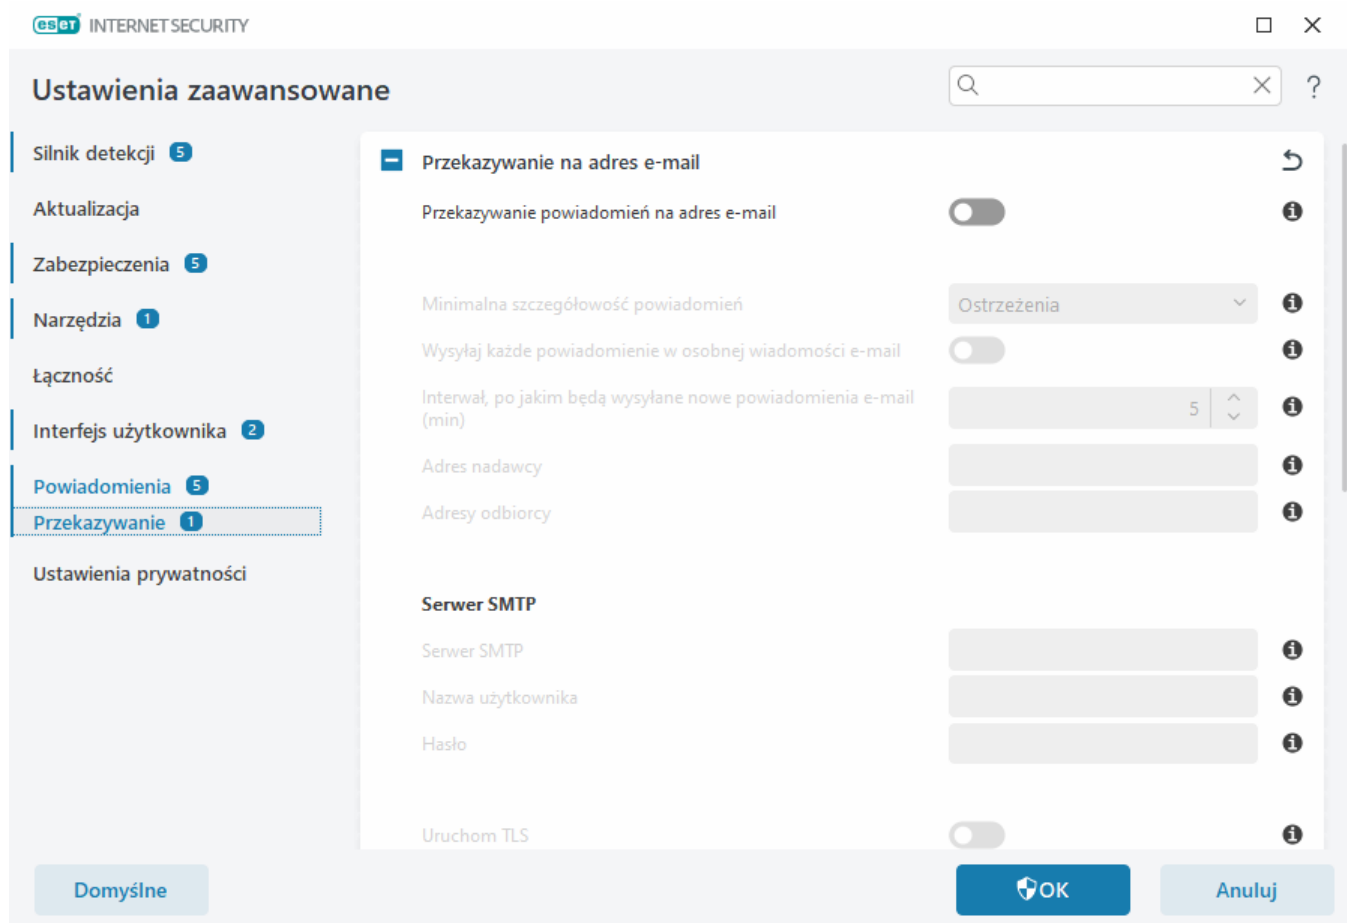 eset INTERNET SECURITY
Ustawienia zaawansowane
?
Silnik detekcji 5
Aktualizacja
Zabezpieczenia 5
Narzędzia 1
Łączność
Interfejs użytkownika 2
Powiadomienia 5
Przekazywanie 1
Ustawienia prywatności
Przekazywanie na adres e-mail
Przekazywanie powiadomień na adres e-mail
Minimalna szczegółowość powiadomień
Ostrzeżenia
Wysyłaj każde powiadomienie w osobnej wiadomości e-mail
Interwał, po jakim będą wysyłane nowe powiadomienia e-mail
(min)
5
Adres nadawcy
Adresy odbiorcy
Serwer SMTP
Serwer SMTP
Nazwa użytkownika
Hasło
Uruchom TLS
Domyślne
OK
Anuluj